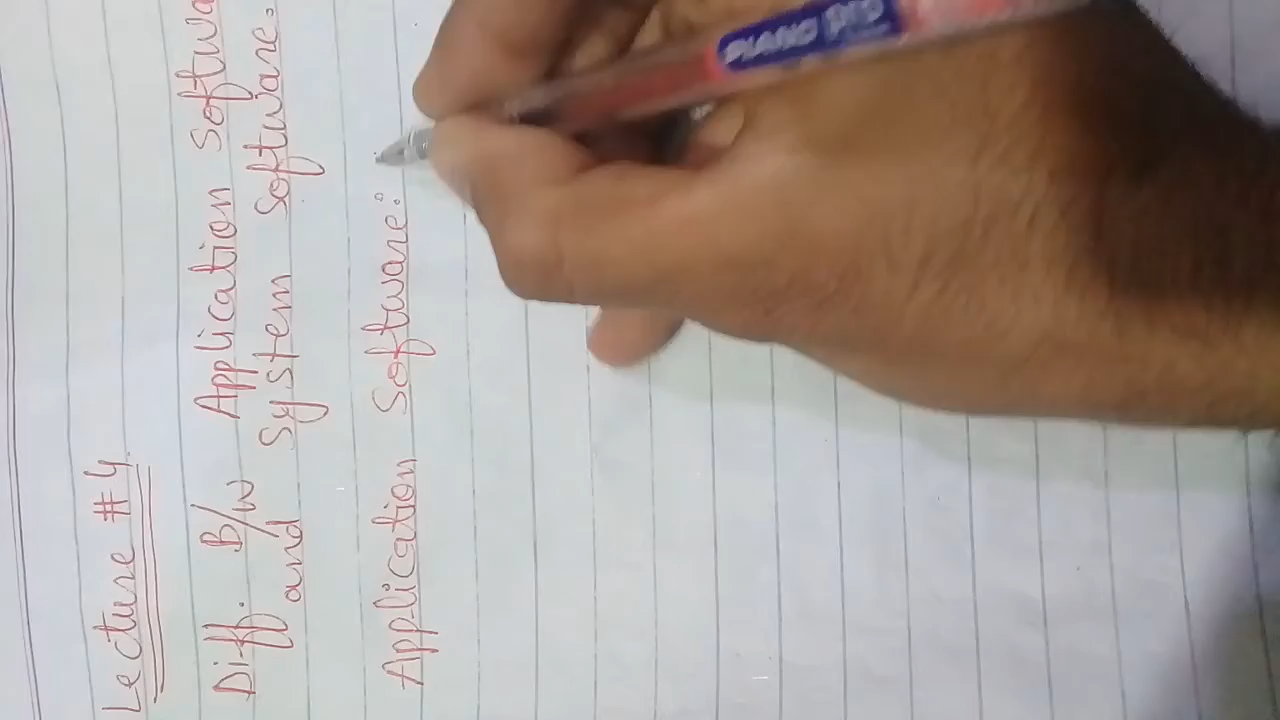 Lecture #4
Diff. B/w Application Softwa
and System Software.
Application Software:
PIANO Pro